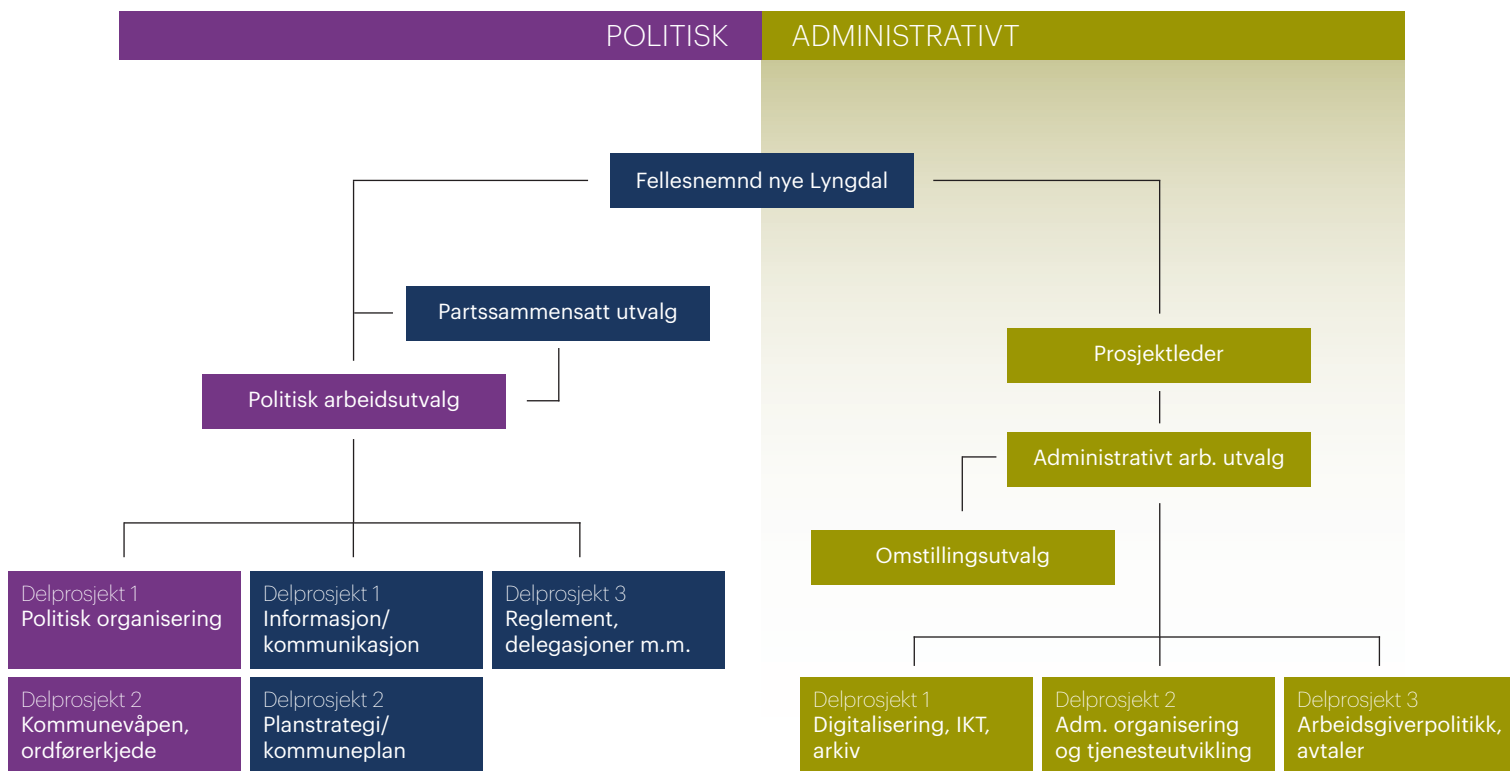 POLITISK
ADMINISTRATIVT
Fellesnemnd nye Lyngdal
Partssammensatt utvalg
Prosjektleder
Politisk arbeidsutvalg
Administrativt arb. utvalg
Omstillingsutvalg
Delprosjekt 1
Politisk organisering
Delprosjekt 1
Informasjon/
kommunikasjon
Delprosjekt 3
Reglement,
delegasjoner m.m.
Delprosjekt 2
Kommunevåpen,
ordførerkjede
Delprosjekt 2
Planstrategi/
kommuneplan
Delprosjekt 1
Digitalisering, IKT,
arkiv
Delprosjekt 2
Adm. organisering
og tjenesteutvikling
Delprosjekt 3
Arbeidsgiverpolitikk,
avtaler